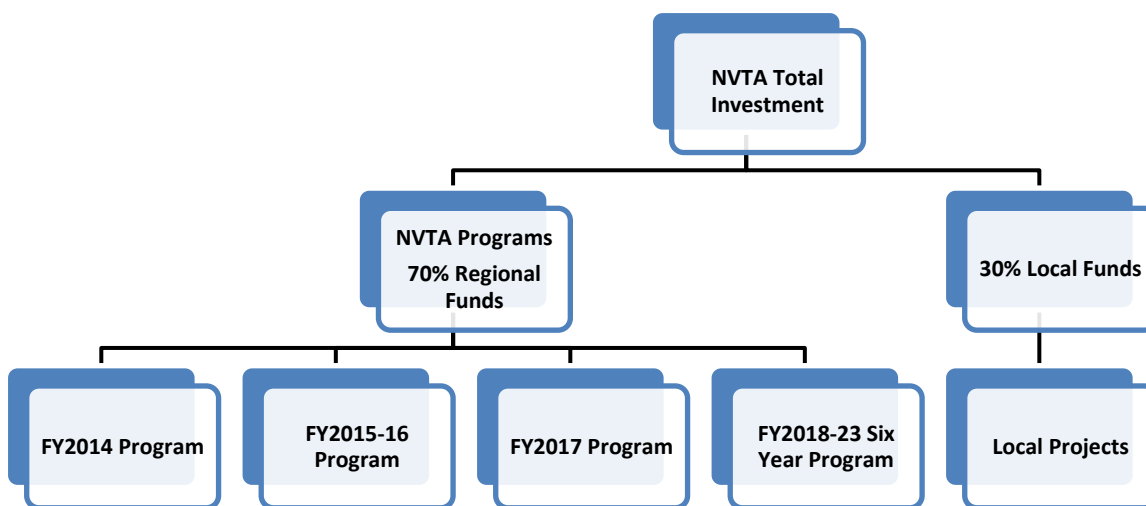 NVTA Total
Investment
NVTA Programs
70% Regional
Funds
30% Local Funds
FY2014 Program
FY2015-16
Program
FY2017 Program
FY2018-23 Six
Year Program
Local Projects